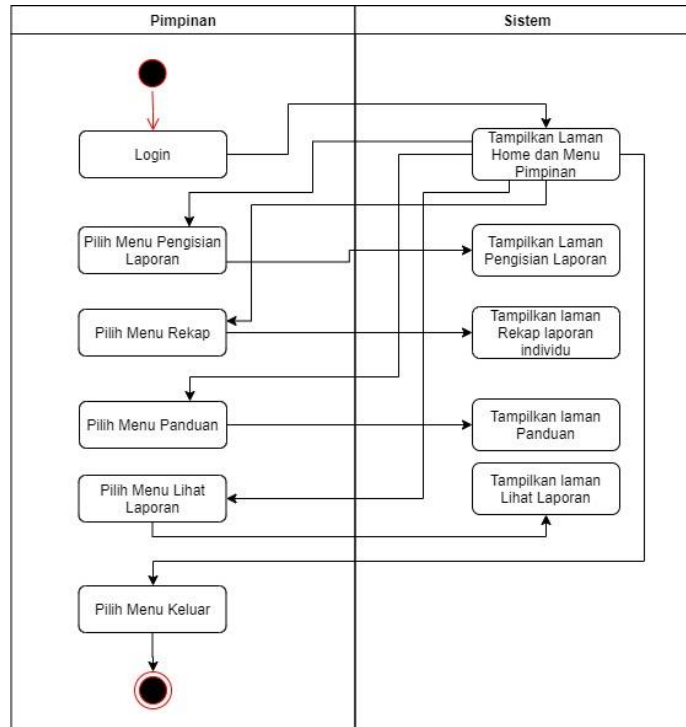 Pimpinan
Sistem
Login
Tampilkan Laman
Home dan Menu
Pimpinan
Pilih Menu Pengisian
Laporan
Tampilkan Laman
Pengisian Laporan
Pilih Menu Rekap
Tampilkan laman
Rekap laporan
individu
Pilih Menu Panduan
Tampilkan laman
Panduan
Pilih Menu Lihat
Laporan
Tampilkan laman
Lihat Laporan
Pilih Menu Keluar